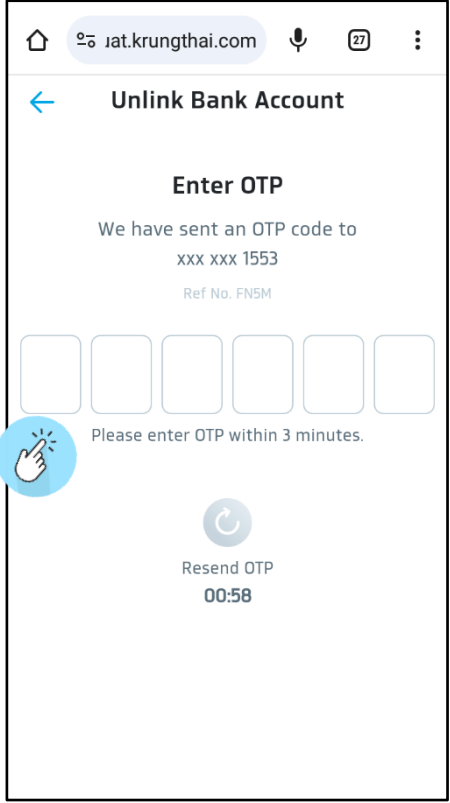 uat.krungthai.com
27
Unlink Bank Account
Enter OTP
We have sent an OTP code to
xxx xxx 1553
Ref No. FN5M
Please enter OTP within 3 minutes.
Resend OTP
00:58